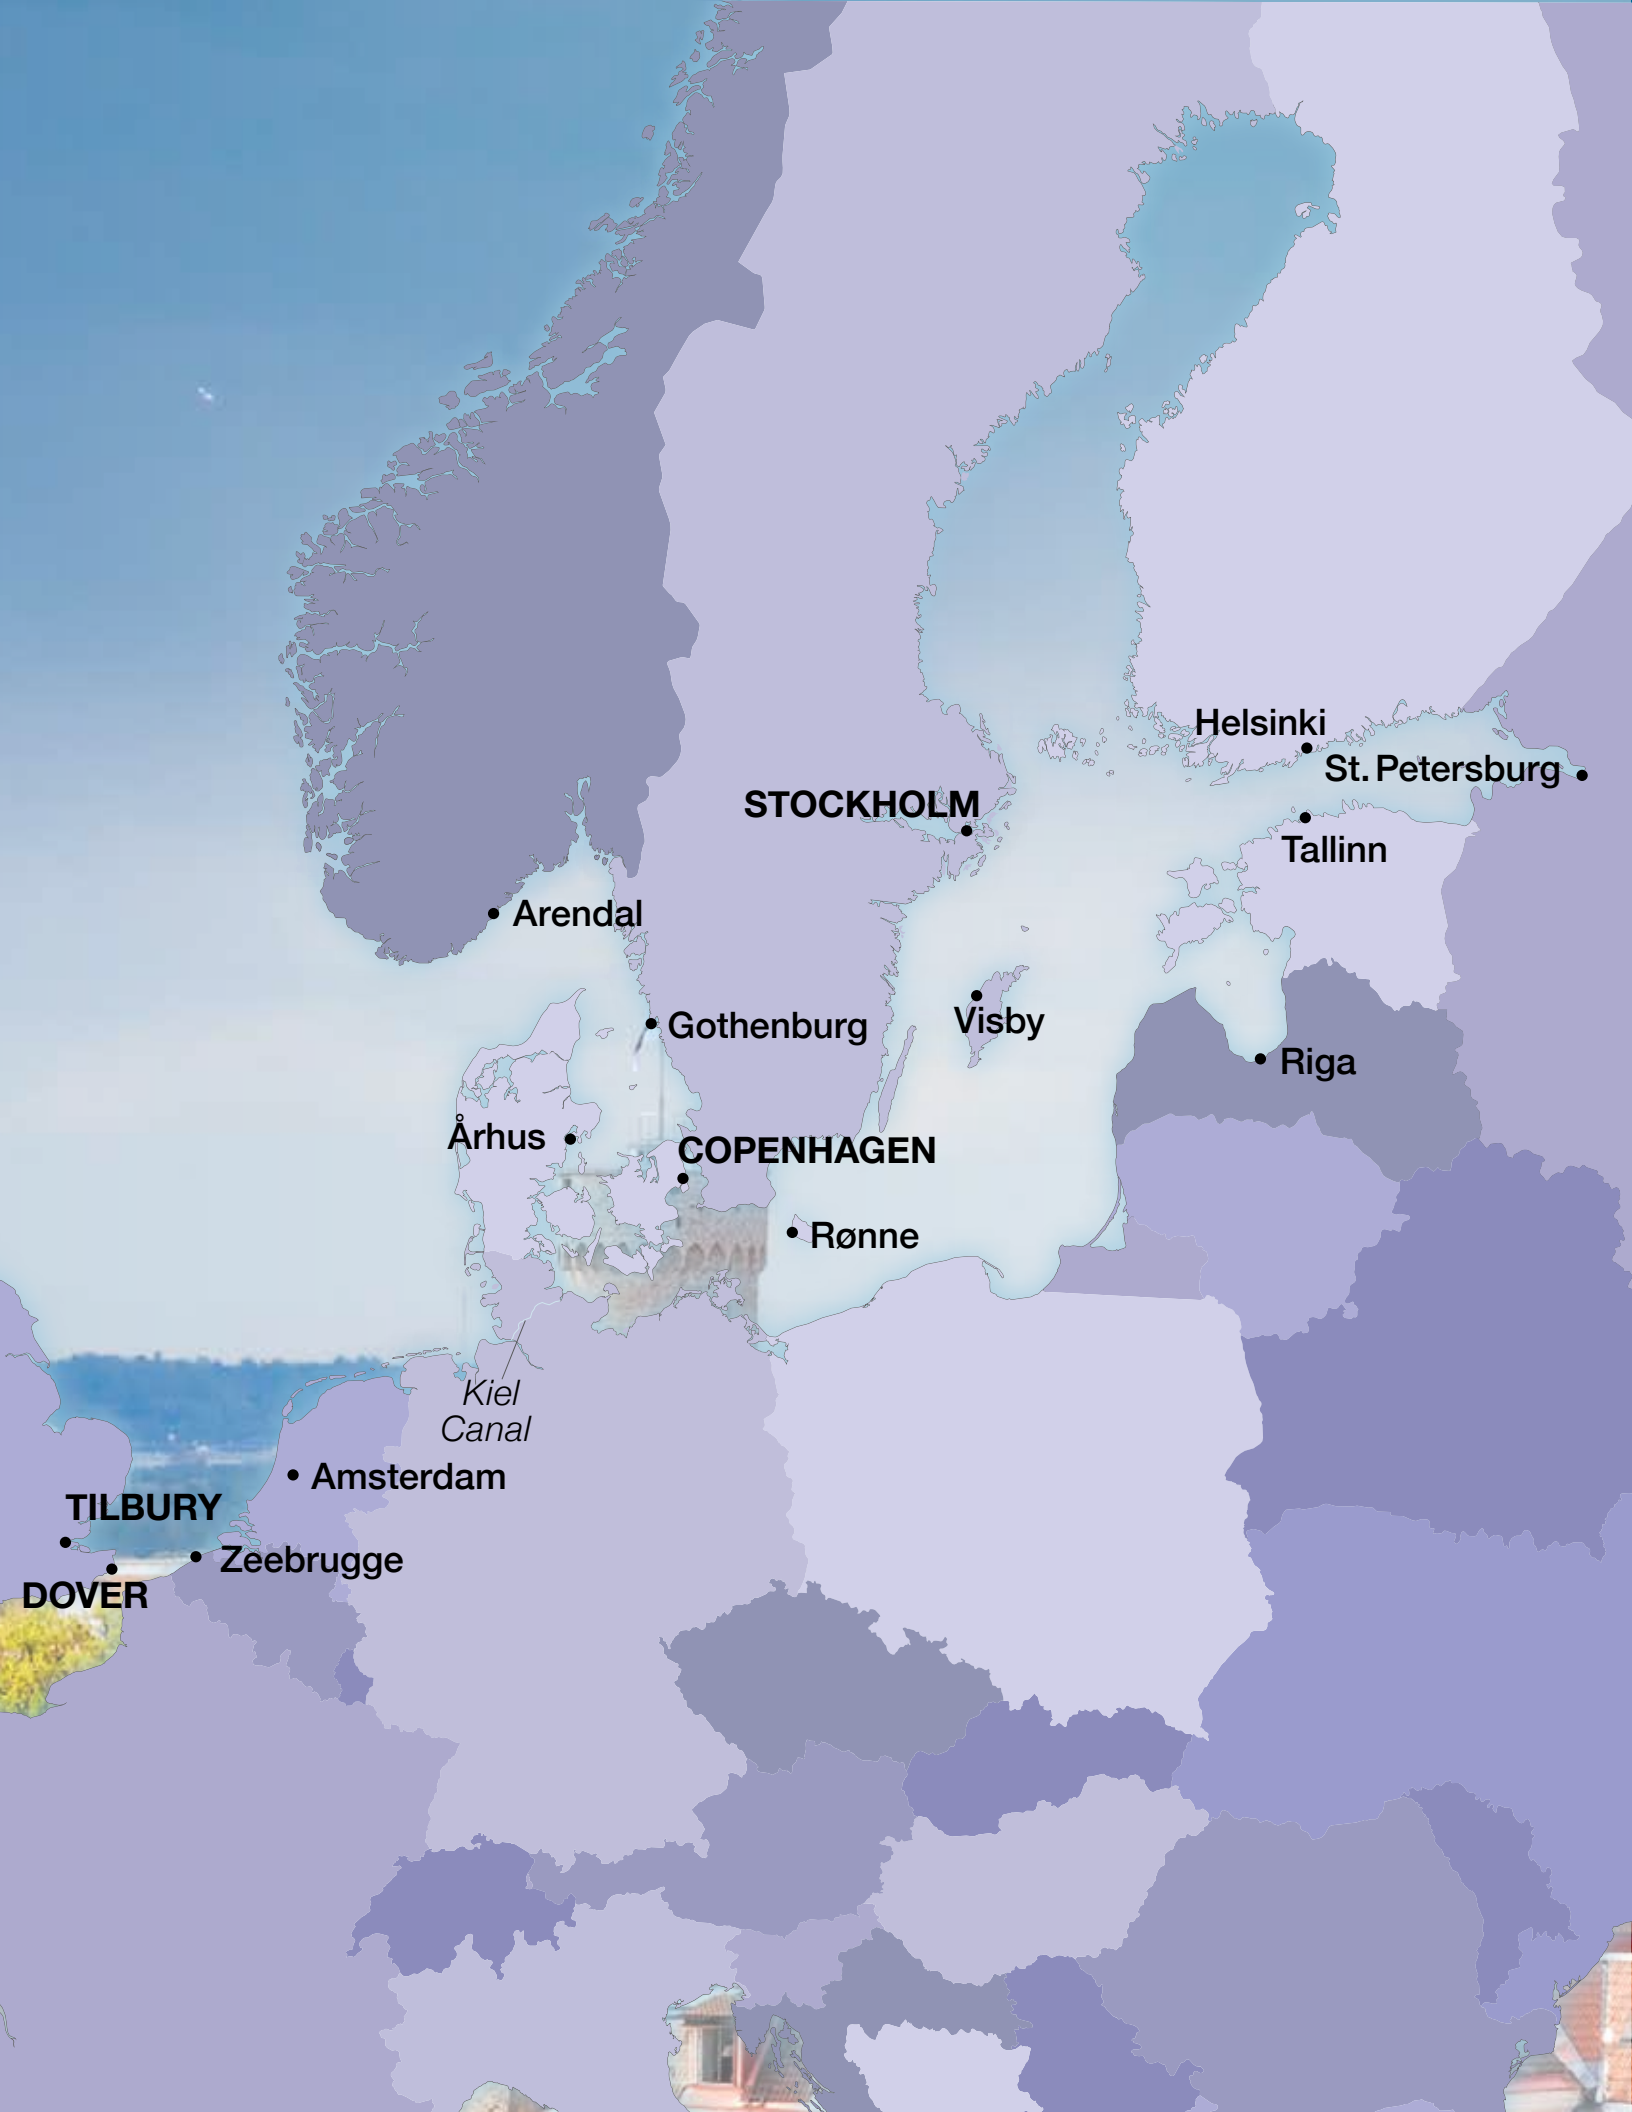 Helsinki
St. Petersburg
STOCKHOLM
Tallinn
Arendal
Visby
Gothenburg
Riga
Århus
COPENHAGEN
Rønne
Kiel
Canal
Amsterdam
TILBURY
Zeebrugge
DOVER